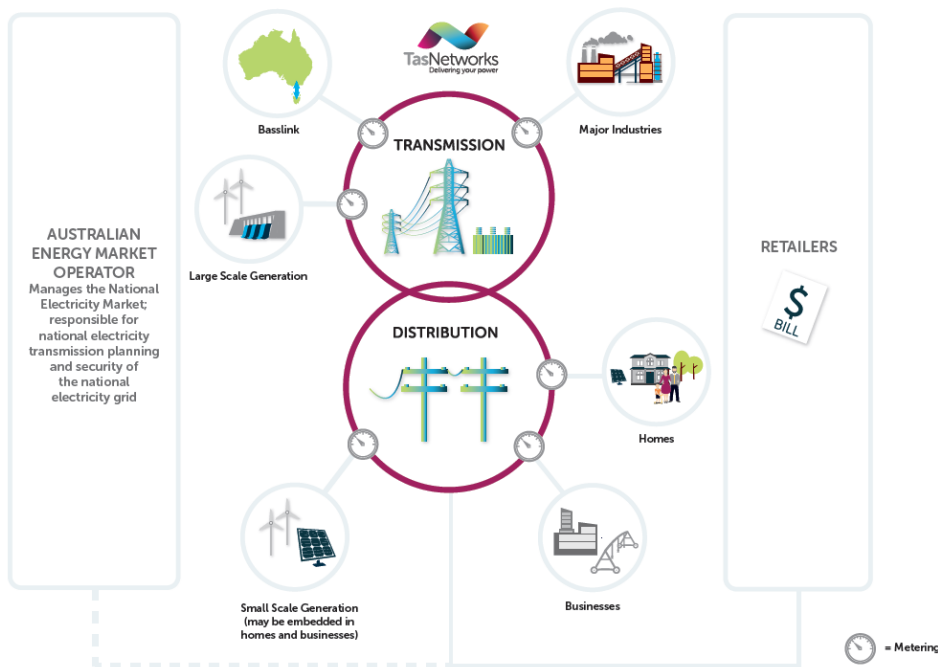 TasNetworks
Delivering your power
Basslink
Major Industries
TRANSMISSION
Large Scale Generation
AUSTRALIAN
ENERGY MARKET
OPERATOR
Manages the National
Electricity Market;
responsible for
national electricity
transmission planning
and security of
the national
electricity grid
RETAILERS
$
BILL
DISTRIBUTION
Homes
Small Scale Generation
(may be embedded in
homes and businesses)
Businesses
= Metering